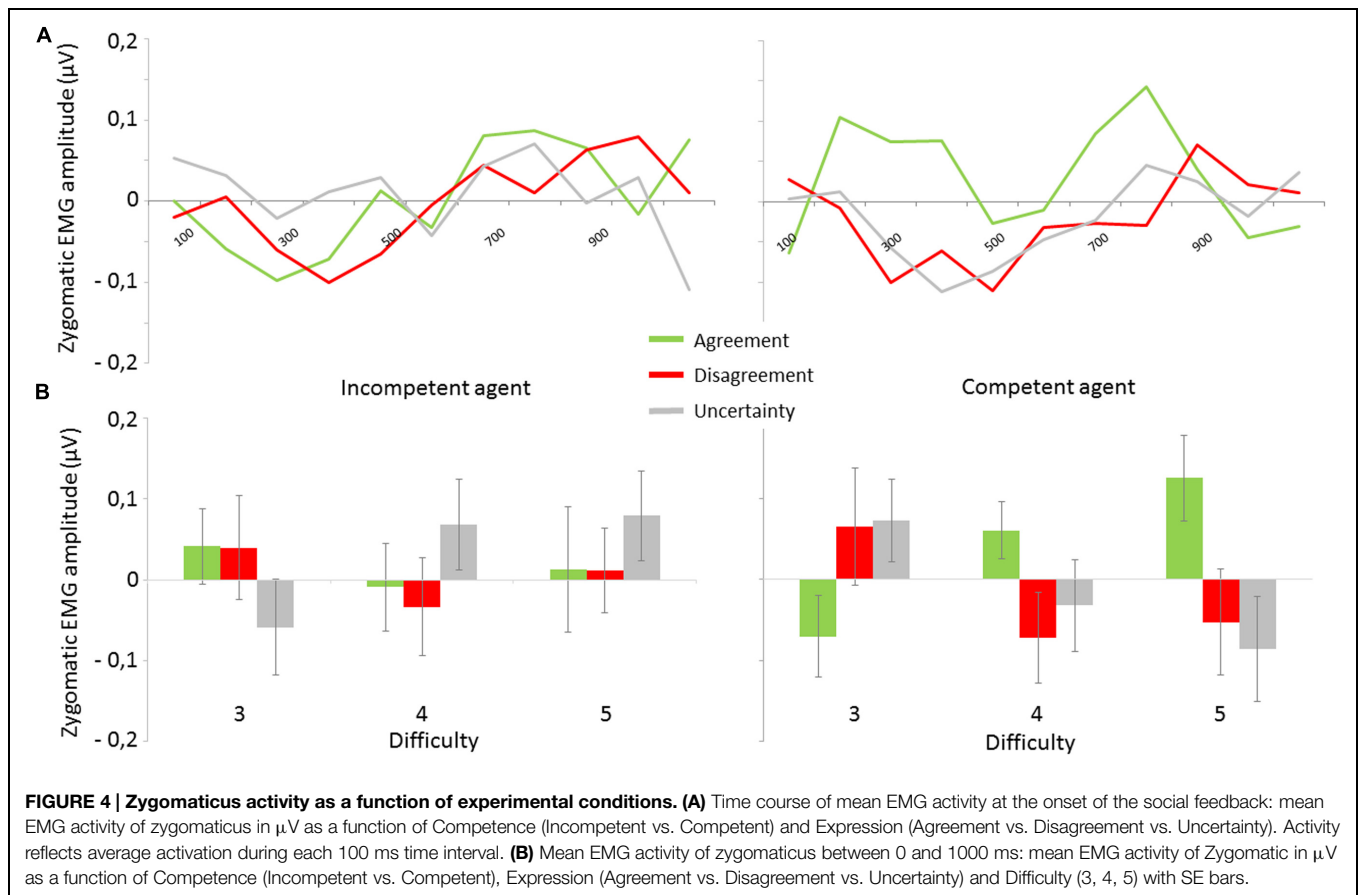 A
Zygomatic EMG amplitude (µV)
0,2
0,1
0
- 0,1
- 0,2
100
300
500
700
900
100
300
500
700
900
Incompetent agent
Competent agent
Agreement
Disagreement
Uncertainty
B
Zygomatic EMG amplitude (µV)
0,2
0,1
0
- 0,1
- 0,2
3
4
5
Difficulty
3
4
5
Difficulty
FIGURE 4 | Zygomaticus activity as a function of experimental conditions. (A) Time course of mean EMG activity at the onset of the social feedback: mean
EMG activity of zygomaticus in µV as a function of Competence (Incompetent vs. Competent) and Expression (Agreement vs. Disagreement vs. Uncertainty). Activity
reflects average activation during each 100 ms time interval. (B) Mean EMG activity of zygomaticus between 0 and 1000 ms: mean EMG activity of Zygomatic in µV
as a function of Competence (Incompetent vs. Competent), Expression (Agreement vs. Disagreement vs. Uncertainty) and Difficulty (3, 4, 5) with SE bars.